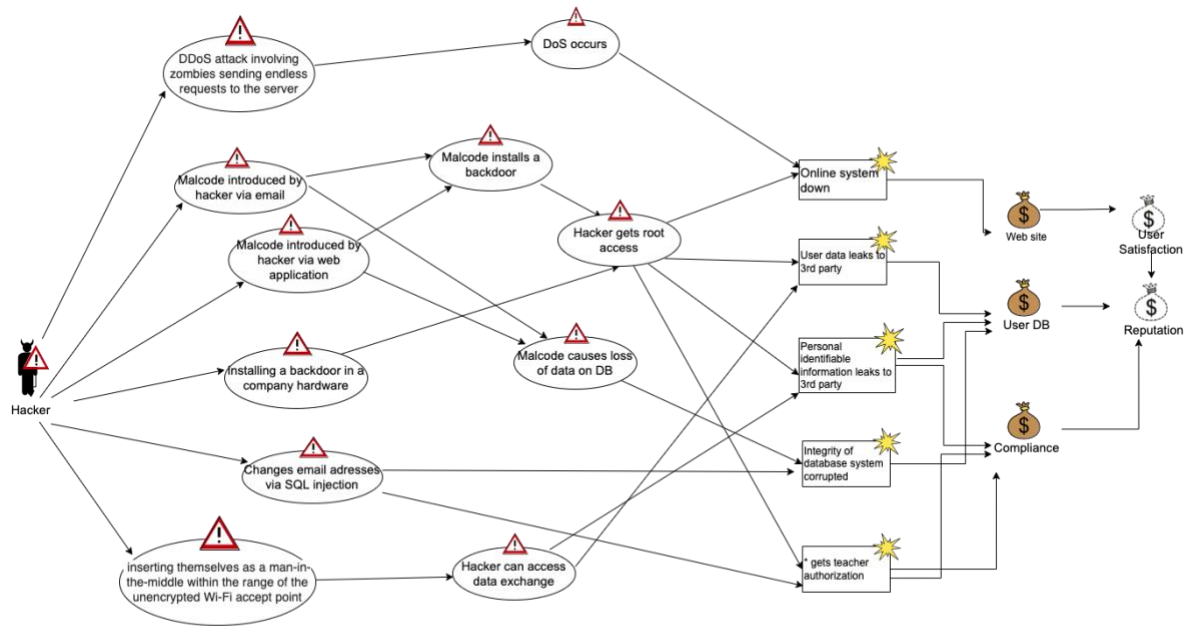 DDoS attack involving
zombies sending endless
requests to the server
DoS occurs
Malcode introduced by
hacker via email
Malcode installs a
backdoor
Malcode introduced by
hacker via web
application
Hacker gets root
access
Installing a backdoor in a
company hardware
Malcode causes loss
of data on DB
Hacker
Changes email adresses
via SQL injection
inserting themselves as a man-in-
the-middle within the range of the
unencrypted Wi-Fi accept point
Hacker can access
data exchange
Online system
down
User data leaks to
3rd party
Personal
identifiable
information leaks to
3rd party
Integrity of
database system
corrupted
* gets teacher
authorization
$
Web site
$
User DB
$
Compliance
$
User
Satisfaction
$
Reputation